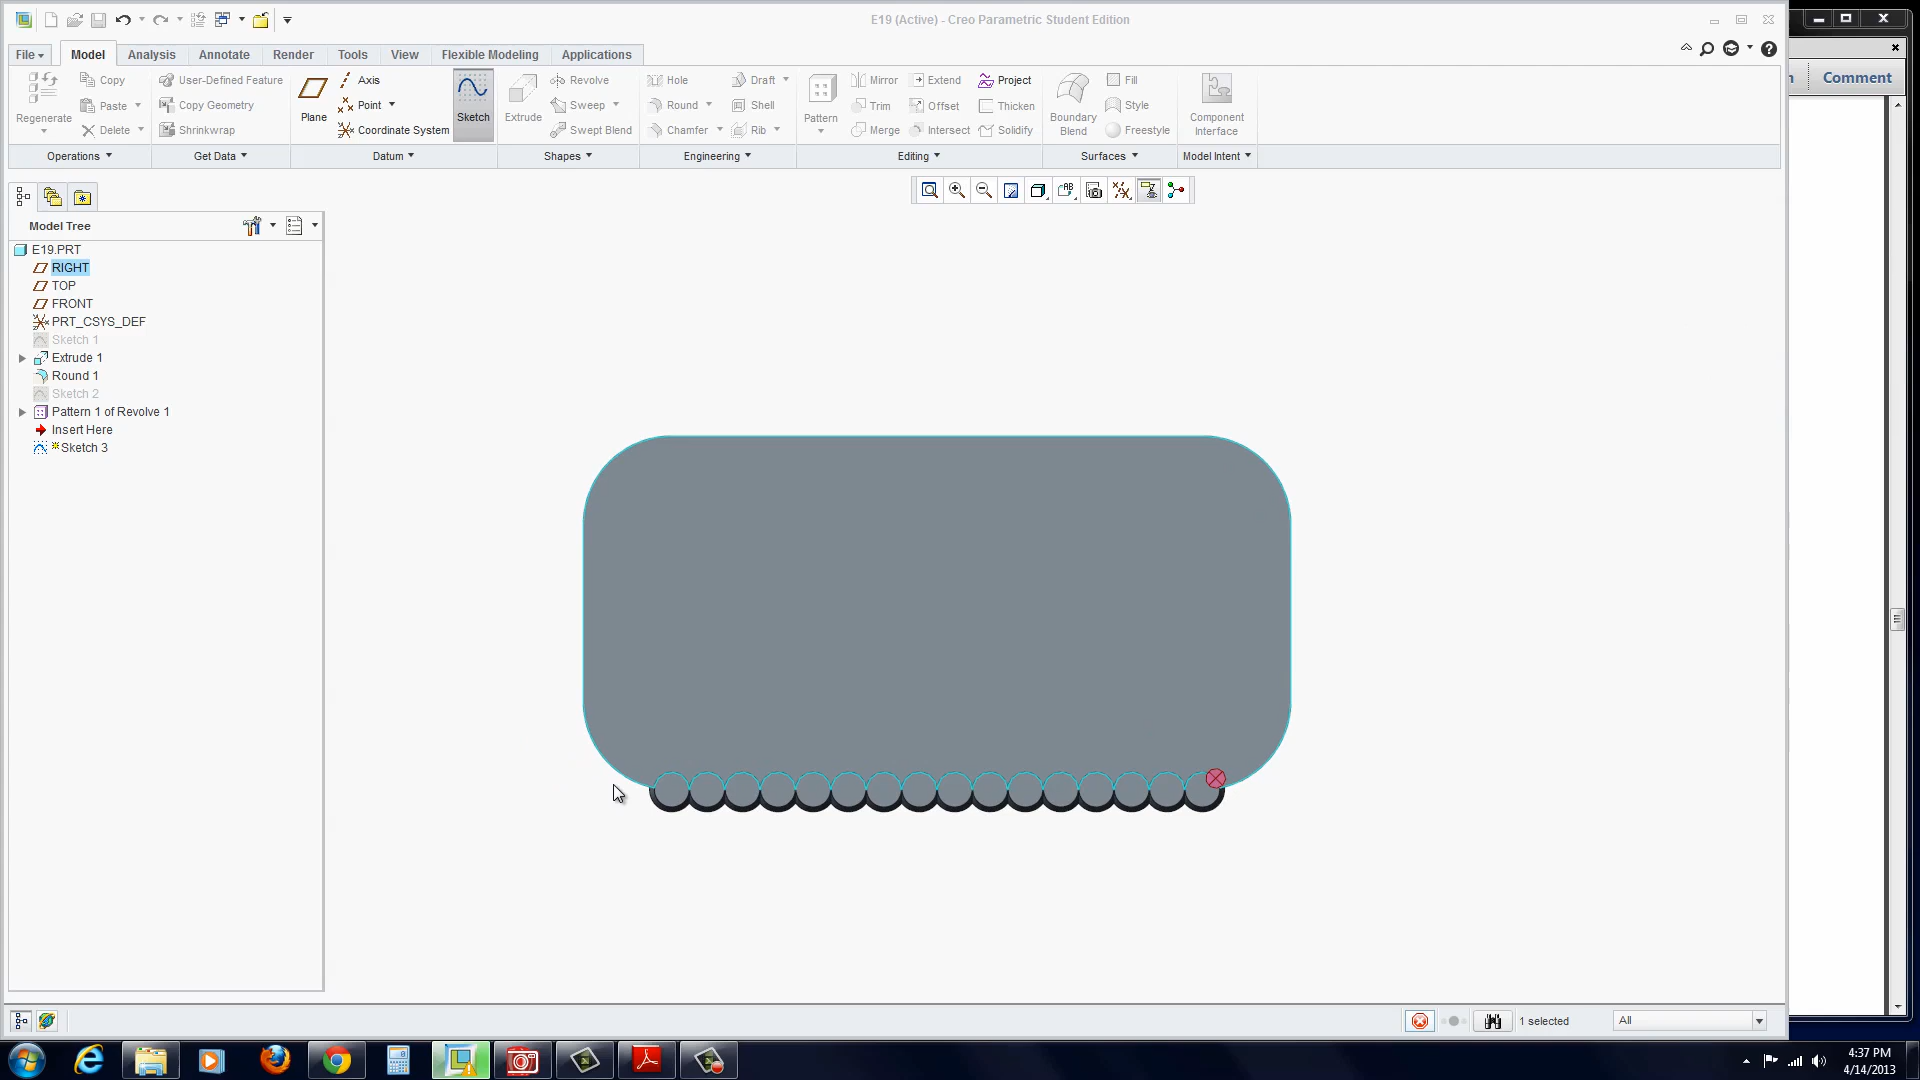 E19 (Active) - Creo Parametric Student Edition
File Model Analysis Annotate Render Tools View Flexible Modeling Applications
Regenerate
Copy
Paste
Delete
User-Defined Feature
Copy Geometry
Shrinkwrap
Plane
Axis
Point
Coordinate System
Sketch
Extrude
Revolve
Sweep
Swept Blend
Hole
Round
Chamfer
Draft
Shell
Rib
Pattern
Mirror
Trim
Merge
Extend
Offset
Intersect
Project
Thicken
Solidify
Boundary
Blend
Fill
Style
Freestyle
Component
Interface
Operations Get Data Datum Shapes Engineering Editing Surfaces Model Intent
Comment
Model Tree
E19.PRT
RIGHT
TOP
FRONT
PRT_CSYS_DEF
Sketch 1
Extrude 1
Round 1
Sketch 2
Pattern 1 of Revolve 1
Insert Here
Sketch 3
1 selected
All
4:37 PM
4/14/2013